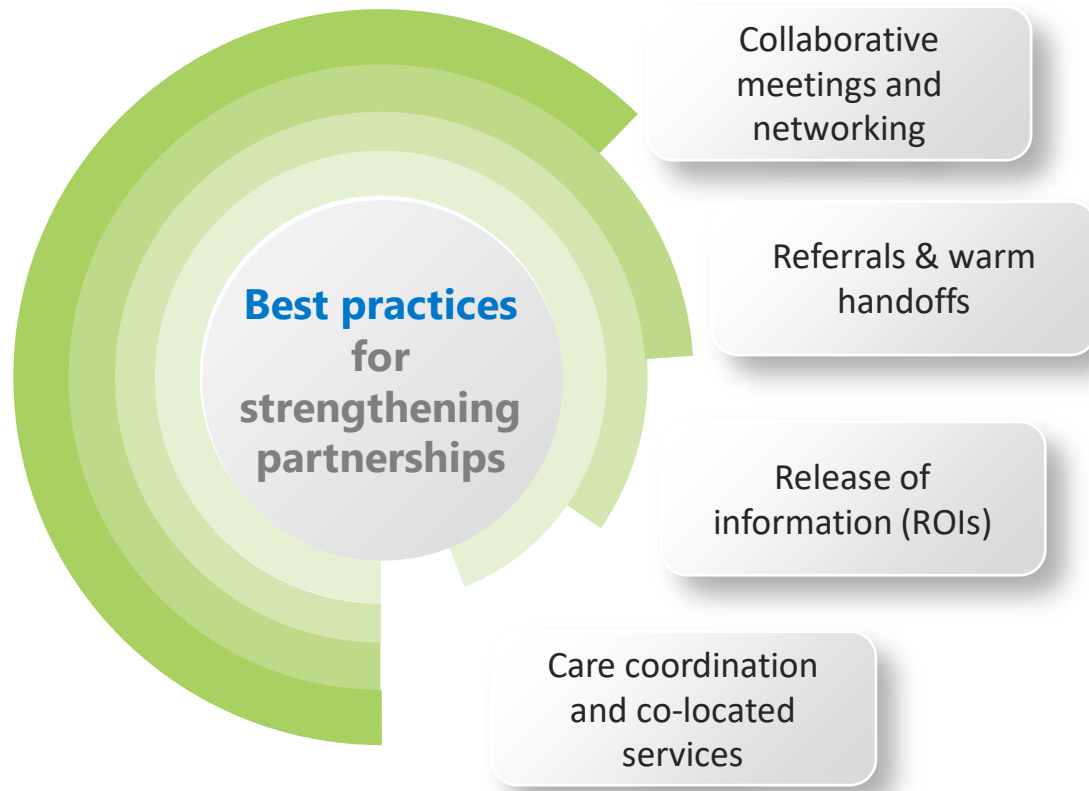 Collaborative
meetings and
networking
Referrals & warm
handoffs
Best practices
for
strengthening
partnerships
Release of
information (ROIs)
Care coordination
and co-located
services